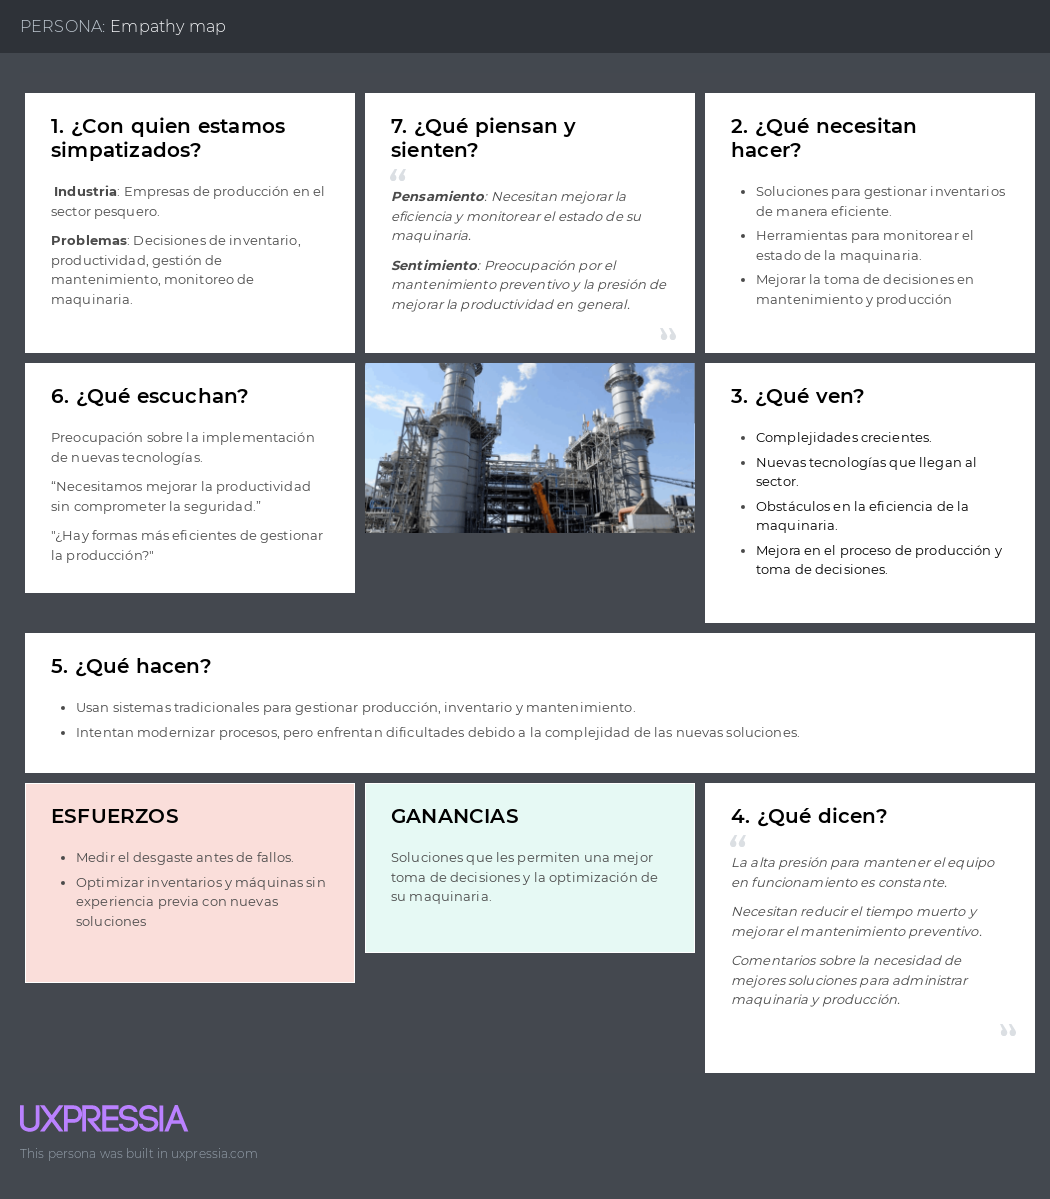 PERSONA: Empathy map
1. ¿Con quien estamos
simpatizados?
Industria: Empresas de producción en el
sector pesquero.
Problemas: Decisiones de inventario,
productividad, gestión de
mantenimiento, monitoreo de
maquinaria.
7. ¿Qué piensan y
sienten?
“
Pensamiento: Necesitan mejorar la
eficiencia y monitorear el estado de su
maquinaria.
Sentimiento: Preocupación por el
mantenimiento preventivo y la presión de
mejorar la productividad en general.
”
2. ¿Qué necesitan
hacer?
• Soluciones para gestionar inventarios
de manera eficiente.
• Herramientas para monitorear el
estado de la maquinaria.
• Mejorar la toma de decisiones en
mantenimiento y producción
6. ¿Qué escuchan?
Preocupación sobre la implementación
de nuevas tecnologías.
“Necesitamos mejorar la productividad
sin comprometer la seguridad.”
"¿Hay formas más eficientes de gestionar
la producción?"
3. ¿Qué ven?
• Complejidades crecientes.
• Nuevas tecnologías que llegan al
sector.
• Obstáculos en la eficiencia de la
maquinaria.
• Mejora en el proceso de producción y
toma de decisiones.
5. ¿Qué hacen?
• Usan sistemas tradicionales para gestionar producción, inventario y mantenimiento.
• Intentan modernizar procesos, pero enfrentan dificultades debido a la complejidad de las nuevas soluciones.
ESFUERZOS
• Medir el desgaste antes de fallos.
• Optimizar inventarios y máquinas sin
experiencia previa con nuevas
soluciones
GANANCIAS
Soluciones que les permiten una mejor
toma de decisiones y la optimización de
su maquinaria.
4. ¿Qué dicen?
“
La alta presión para mantener el equipo
en funcionamiento es constante.
Necesitan reducir el tiempo muerto y
mejorar el mantenimiento preventivo.
Comentarios sobre la necesidad de
mejores soluciones para administrar
maquinaria y producción.
”
UXPRESSIA
This persona was built in uxpressia.com